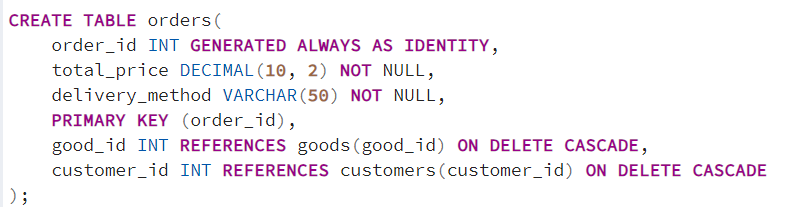 CREATE TABLE orders(
    order_id INT GENERATED ALWAYS AS IDENTITY,
    total_price DECIMAL(10, 2) NOT NULL,
    delivery_method VARCHAR(50) NOT NULL,
    PRIMARY KEY (order_id),
    good_id INT REFERENCES goods(good_id) ON DELETE CASCADE,
    customer_id INT REFERENCES customers(customer_id) ON DELETE CASCADE
);